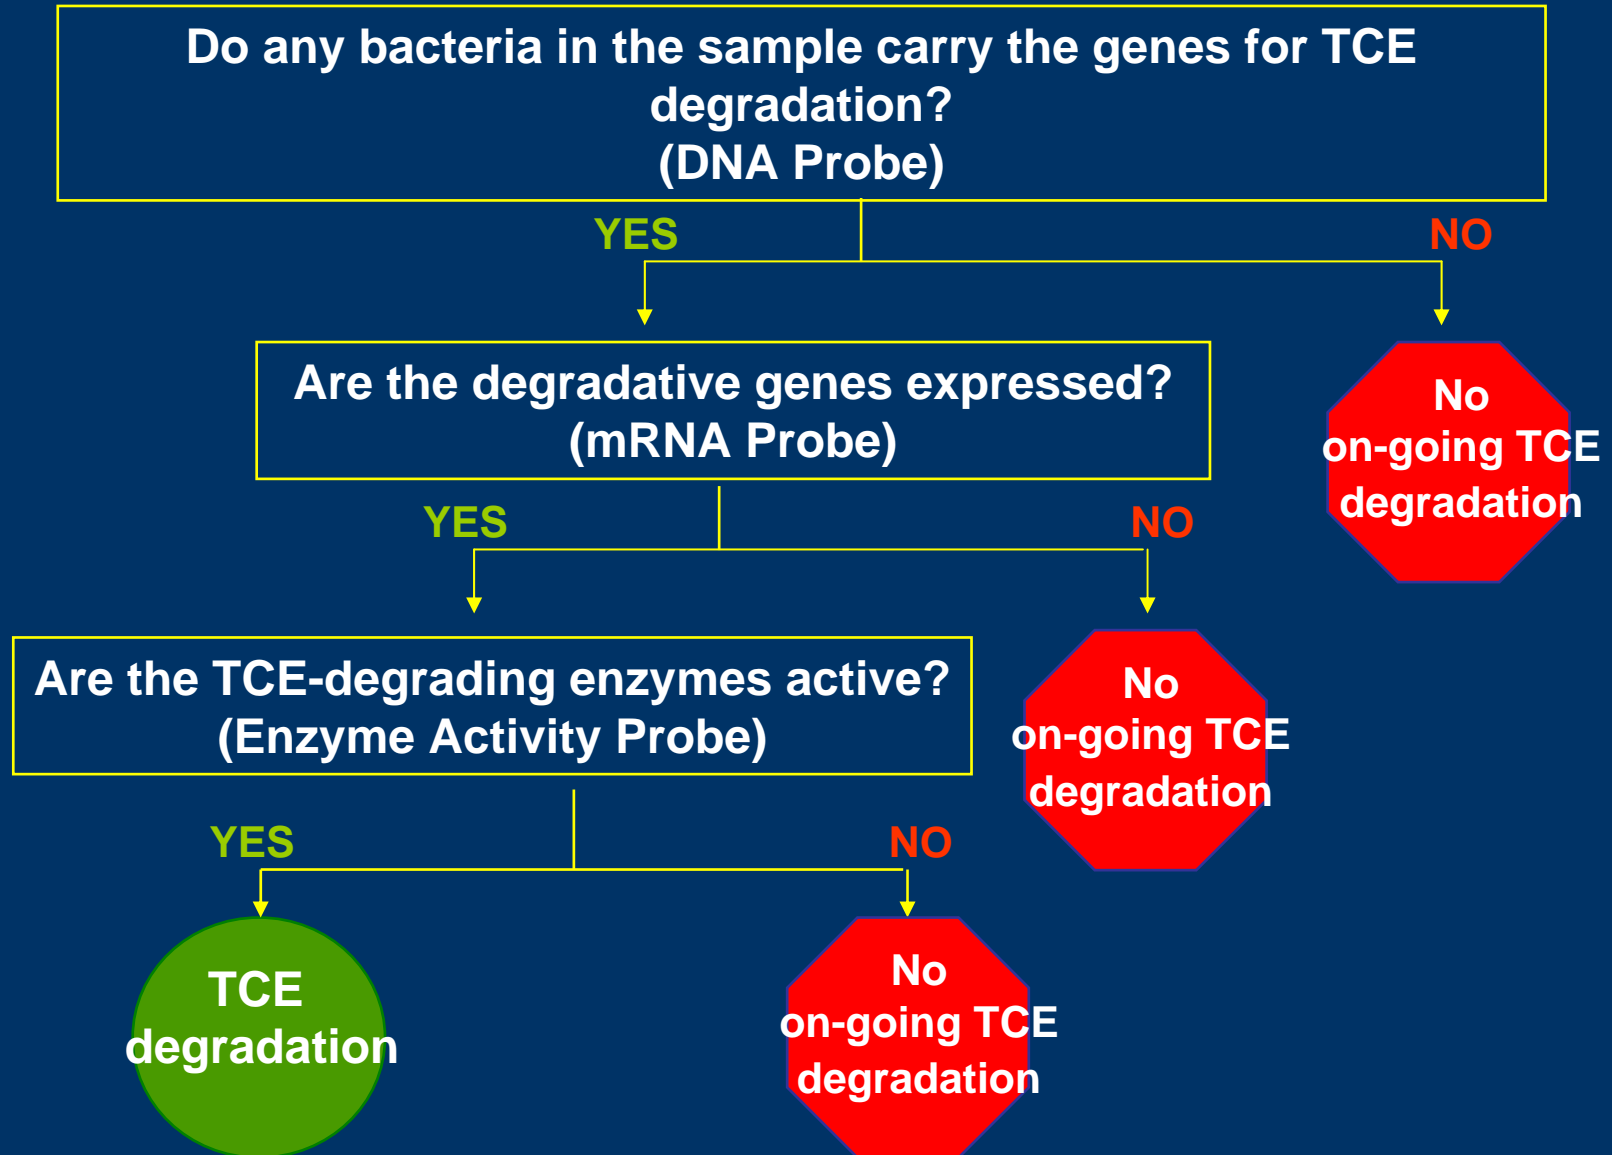 Do any bacteria in the sample carry the genes for TCE
degradation?
(DNA Probe)
YES
NO
Are the degradative genes expressed?
(mRNA Probe)
No
on-going TCE
degradation
YES
NO
Are the TCE-degrading enzymes active?
(Enzyme Activity Probe)
No
on-going TCE
degradation
YES
NO
TCE
degradation
No
on-going TCE
degradation